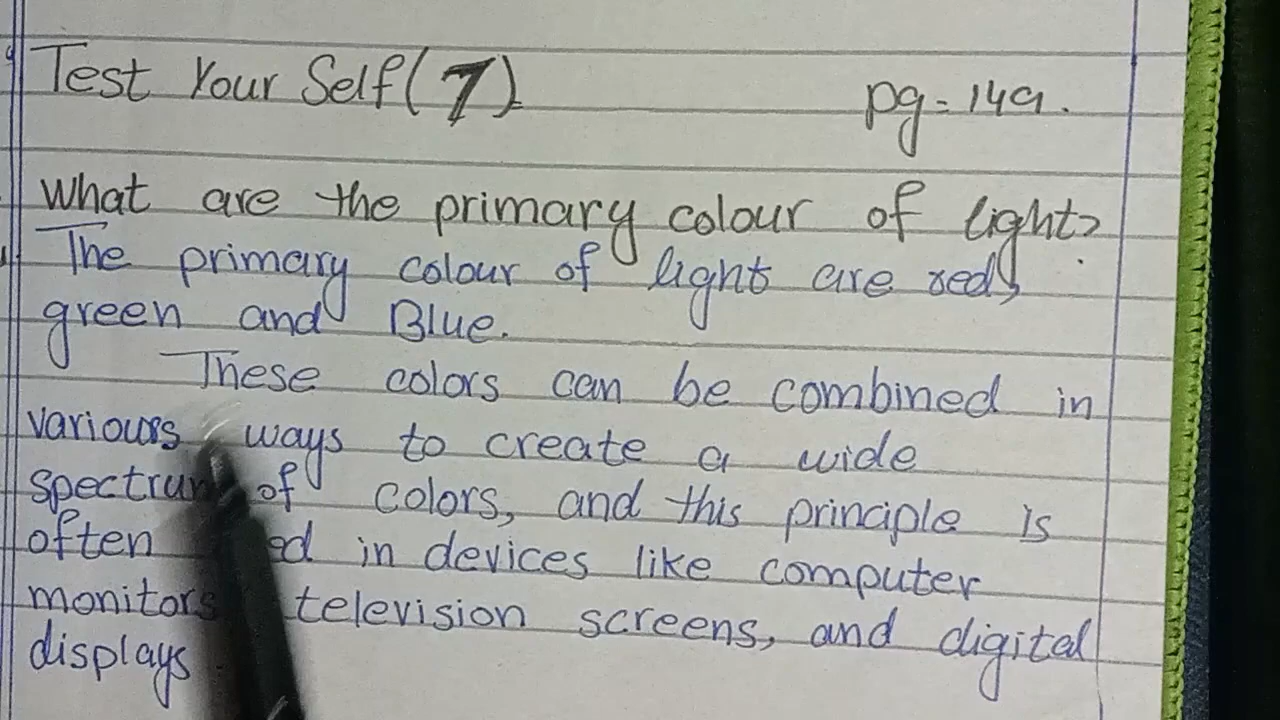 Test Your Self (7)
pg = 149.
What are the primary colour of light?
The primary colour of light are red,
green and Blue.
These colors can be combined in
variours ways to create a wide
of colors, and this principle is
often in devices like computer
monitors television screens, and digital
displays